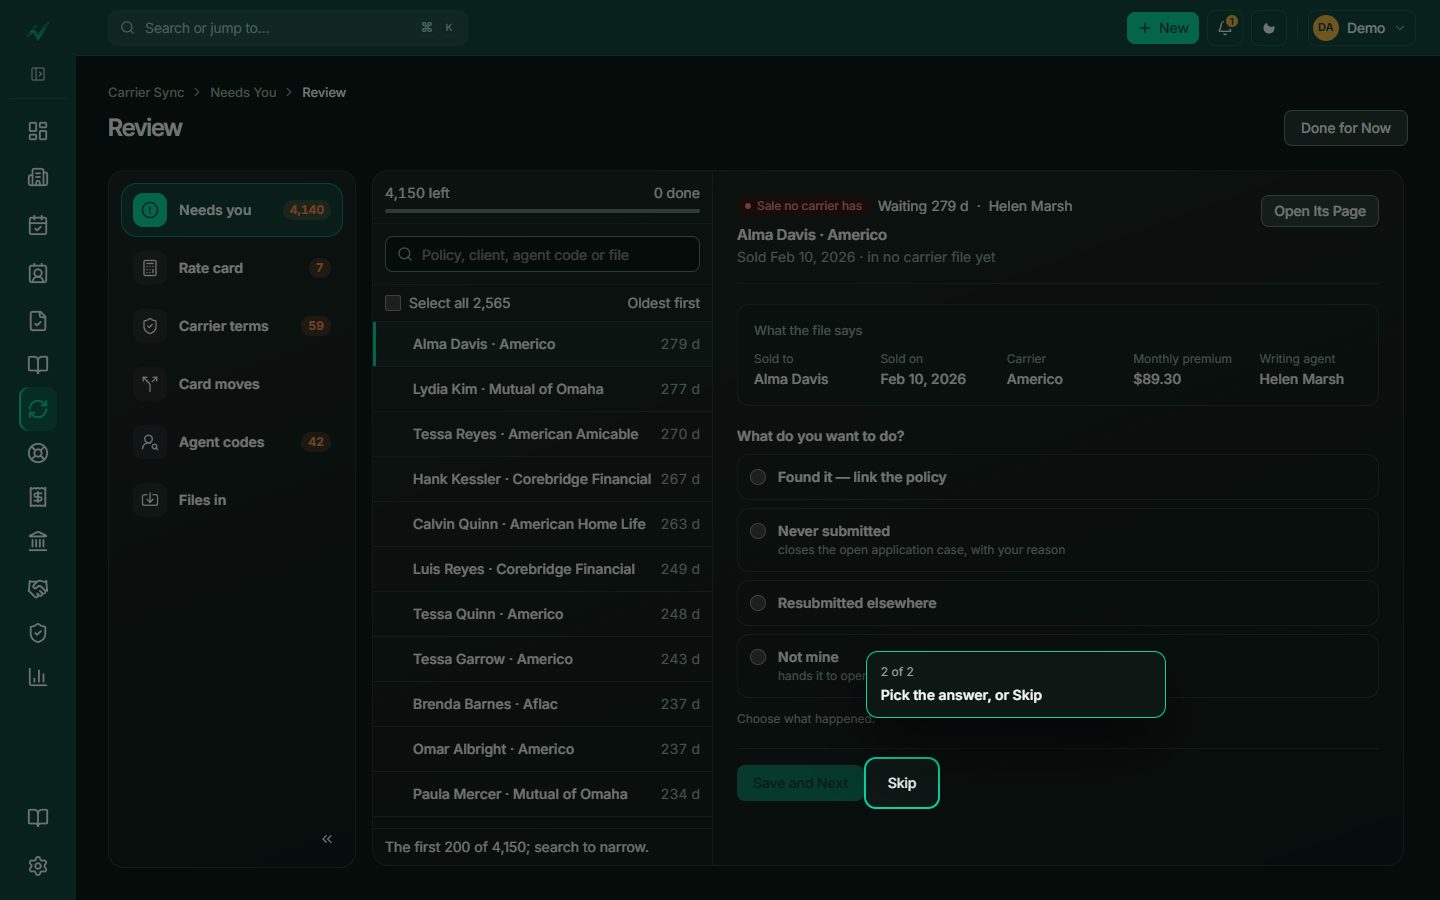 Search or jump to...
⌘ K
New
1
DA
Demo
Carrier Sync > Needs You > Review
Review
Done for Now
Needs you
4,140
Rate card
7
Carrier terms
59
Card moves
Agent codes
42
Files in
4,150 left
0 done
Policy, client, agent code or file
Select all 2,565
Oldest first
Alma Davis · Americo
279 d
Lydia Kim · Mutual of Omaha
277 d
Tessa Reyes · American Amicable
270 d
Hank Kessler · Corebridge Financial
267 d
Calvin Quinn · American Home Life
263 d
Luis Reyes · Corebridge Financial
249 d
Tessa Quinn · Americo
248 d
Tessa Garrow · Americo
243 d
Brenda Barnes · Aflac
237 d
Omar Albright · Americo
237 d
Paula Mercer · Mutual of Omaha
234 d
The first 200 of 4,150; search to narrow.
Sale no carrier has
Waiting 279 d · Helen Marsh
Open Its Page
Alma Davis · Americo
Sold Feb 10, 2026 · in no carrier file yet
What the file says
Sold to
Alma Davis
Sold on
Feb 10, 2026
Carrier
Americo
Monthly premium
$89.30
Writing agent
Helen Marsh
What do you want to do?
Found it — link the policy
Never submitted
closes the open application case, with your reason
Resubmitted elsewhere
Not mine
hands it to
2 of 2
Pick the answer, or Skip
Choose what happened.
Save and Next
Skip